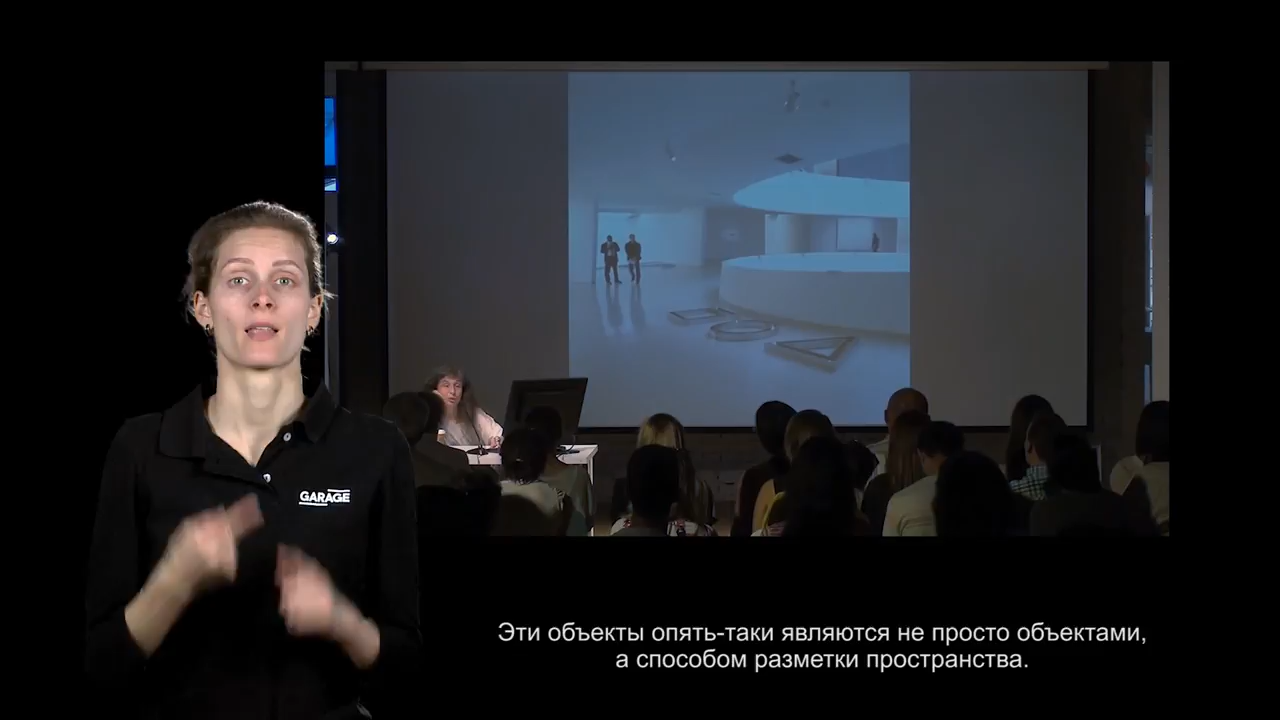 GARAGE
Эти объекты опять-таки являются не просто объектами,
а способом разметки пространства.